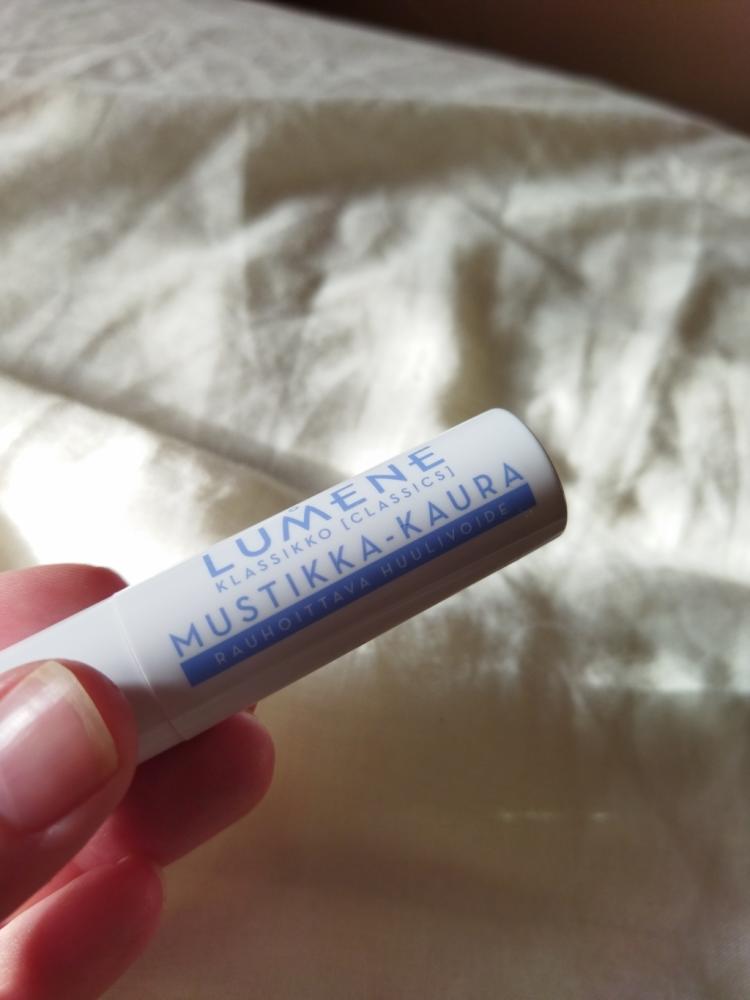 LUMENE
KLASSIKKO [CLASSICS]
MUSTIKKA-KAURA
RAUHOITTAVA HUULIVOIDE